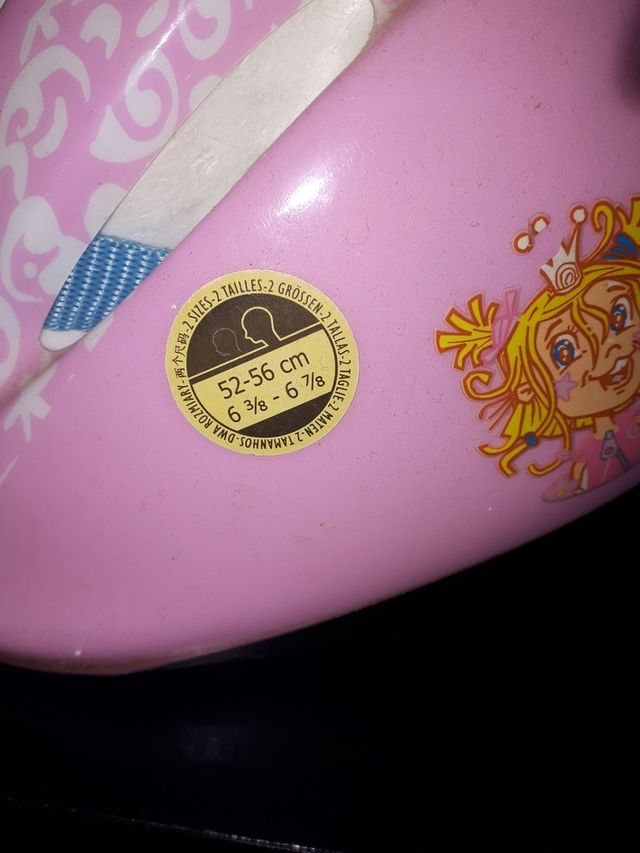 两个尺码-2 SIZES-2 TAILLES-2 GRÖSSEN-2 TALLAS-2 TAGLIE-2 MATEN-2 TAMANHOS-DWA ROZMIARY-
52-56 cm
6 3/8 - 6 7/8